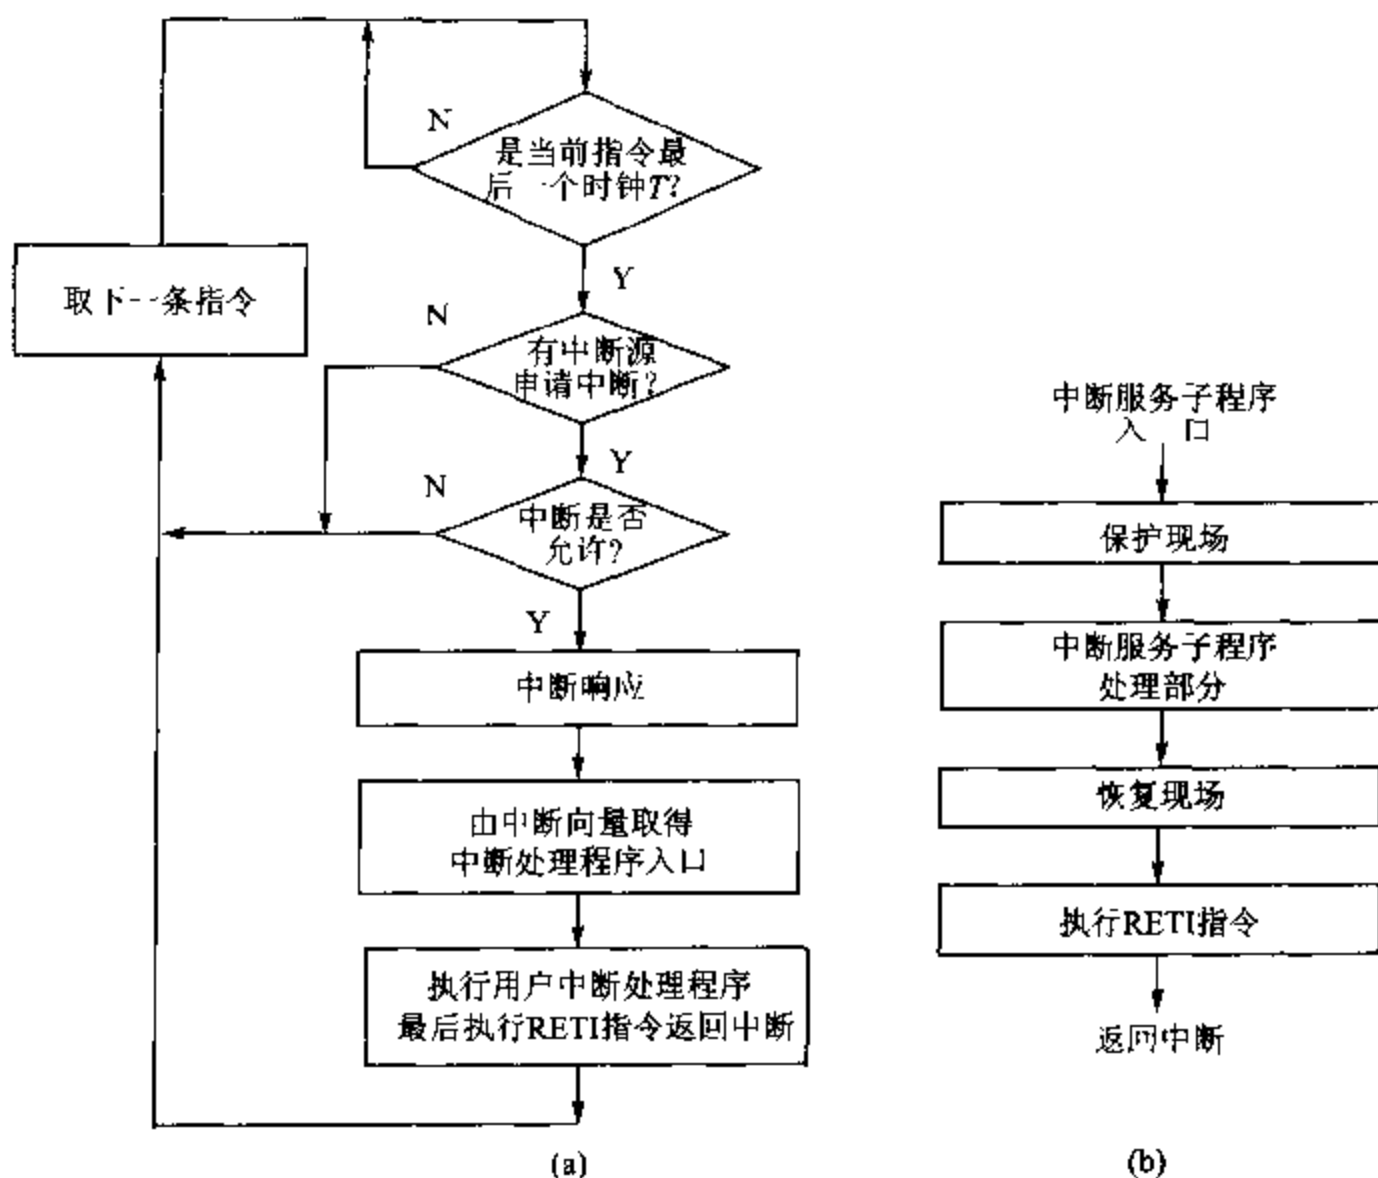 N
是当前指令最
后一个时钟T?
Y
取下一条指令
N
有中断源
申请中断?
Y
N
中断是否
允许?
Y
中断响应
由中断向量取得
中断处理程序入口
执行用户中断处理程序
最后执行RETI指令返回中断
(a)
中断服务子程序
入 口
保护现场
中断服务子程序
处理部分
恢复现场
执行RETI指令
返回中断
(b)